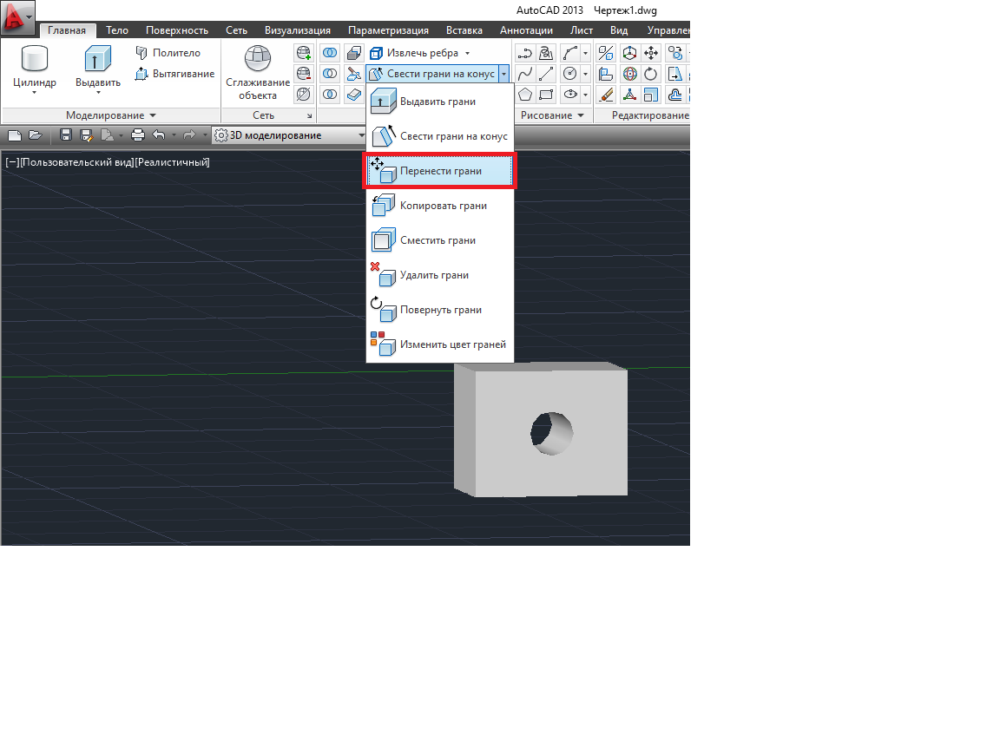 AutoCAD 2013 Чертеж1.dwg
Главная Тело Поверхность Сеть Визуализация Параметризация Вставка Аннотации Лист Вид Управлен
Политело
Вытягивание
Цилиндр
Выдавить
Сглаживание
объекта
Извлечь ребра
Свести грани на конус
Моделирование
Сеть
Рисование
Редактирование
3D моделирование
Выдавить грани
Свести грани на конус
Перенести грани
Копировать грани
Сместить грани
Удалить грани
Повернуть грани
Изменить цвет граней
[−][Пользовательский вид][Реалистичный]